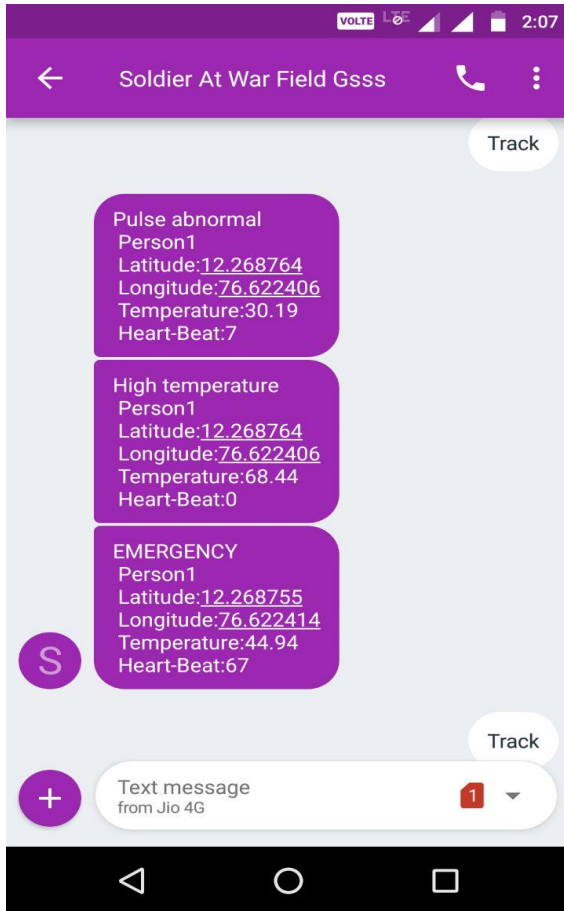 VOLTE LTE 2:07
Soldier At War Field Gsss
Track
Pulse abnormal
Person1
Latitude:12.268764
Longitude:76.622406
Temperature:30.19
Heart-Beat:7
High temperature
Person1
Latitude:12.268764
Longitude:76.622406
Temperature:68.44
Heart-Beat:0
EMERGENCY
Person1
Latitude:12.268755
Longitude:76.622414
Temperature:44.94
Heart-Beat:67
S
Track
Text message
from Jio 4G
1